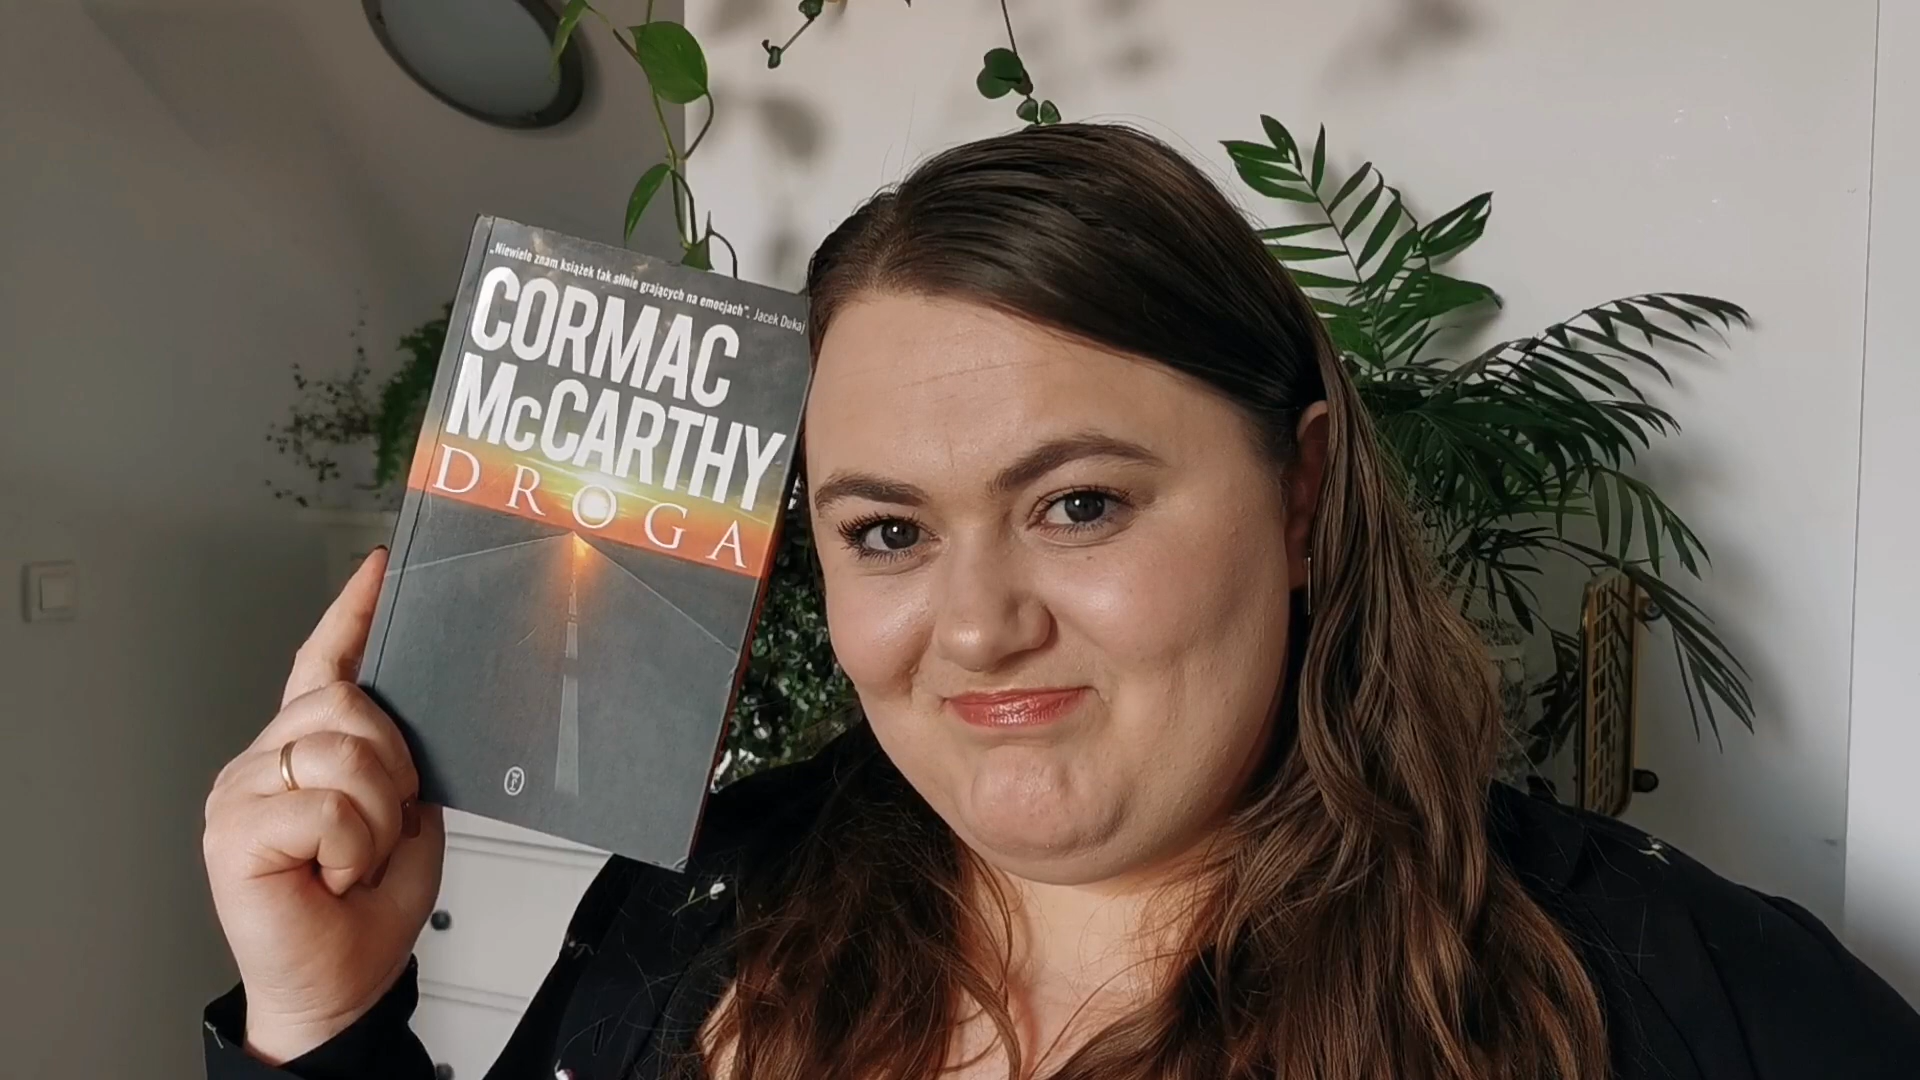 „Niewiele znam książek tak silnie grających na emocjach”. Jacek Dukaj
CORMAC
McCARTHY
DROGA